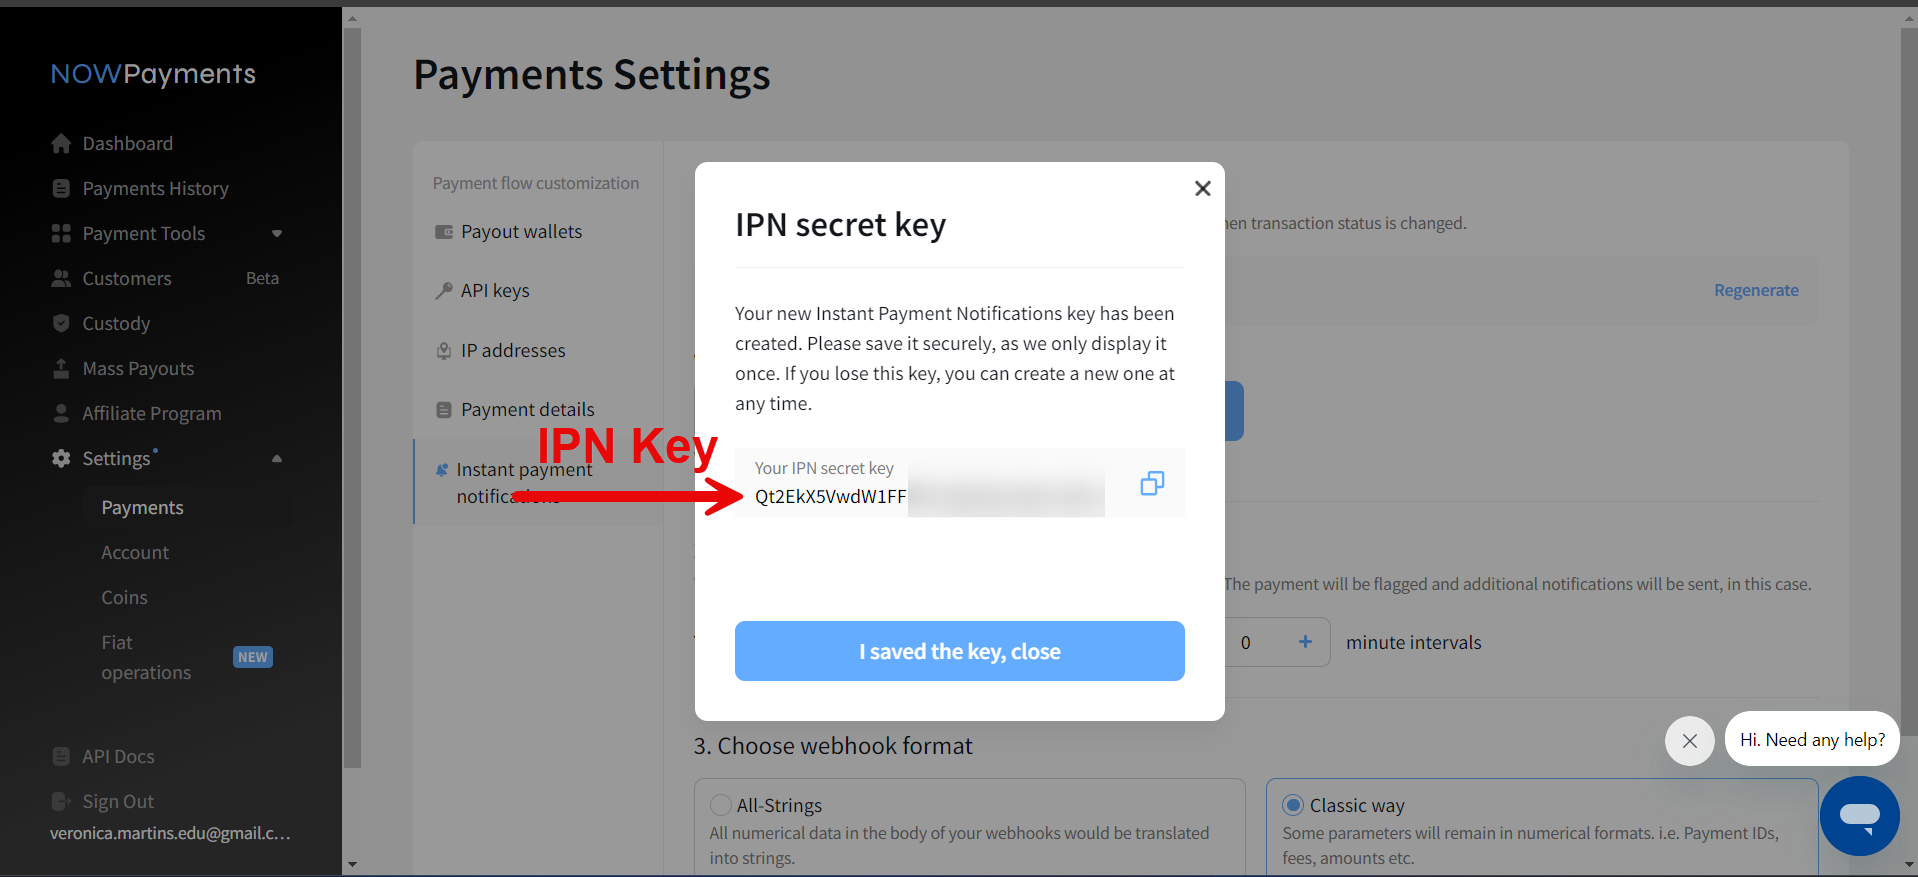 NOWPayments
Dashboard
Payments History
Payment Tools
Customers Beta
Custody
Mass Payouts
Affiliate Program
Settings
Payments
Account
Coins
Fiat
operations
NEW
API Docs
Sign Out
veronica.martins.edu@gmail.c...
Payments Settings
Payment flow customization
Payout wallets
API keys
IP addresses
Payment details
Instant payment
notifications
IPN Key
IPN secret key
Your new Instant Payment Notifications key has been
created. Please save it securely, as we only display it
once. If you lose this key, you can create a new one at
any time.
Your IPN secret key
Qt2EkX5VwdW1FF
I saved the key, close
transaction status is changed.
Regenerate
The payment will be flagged and additional notifications will be sent, in this case.
0 + minute intervals
3. Choose webhook format
All-Strings
All numerical data in the body of your webhooks would be translated
into strings.
Classic way
Some parameters will remain in numerical formats. i.e. Payment IDs,
fees, amounts etc.
Hi. Need any help?